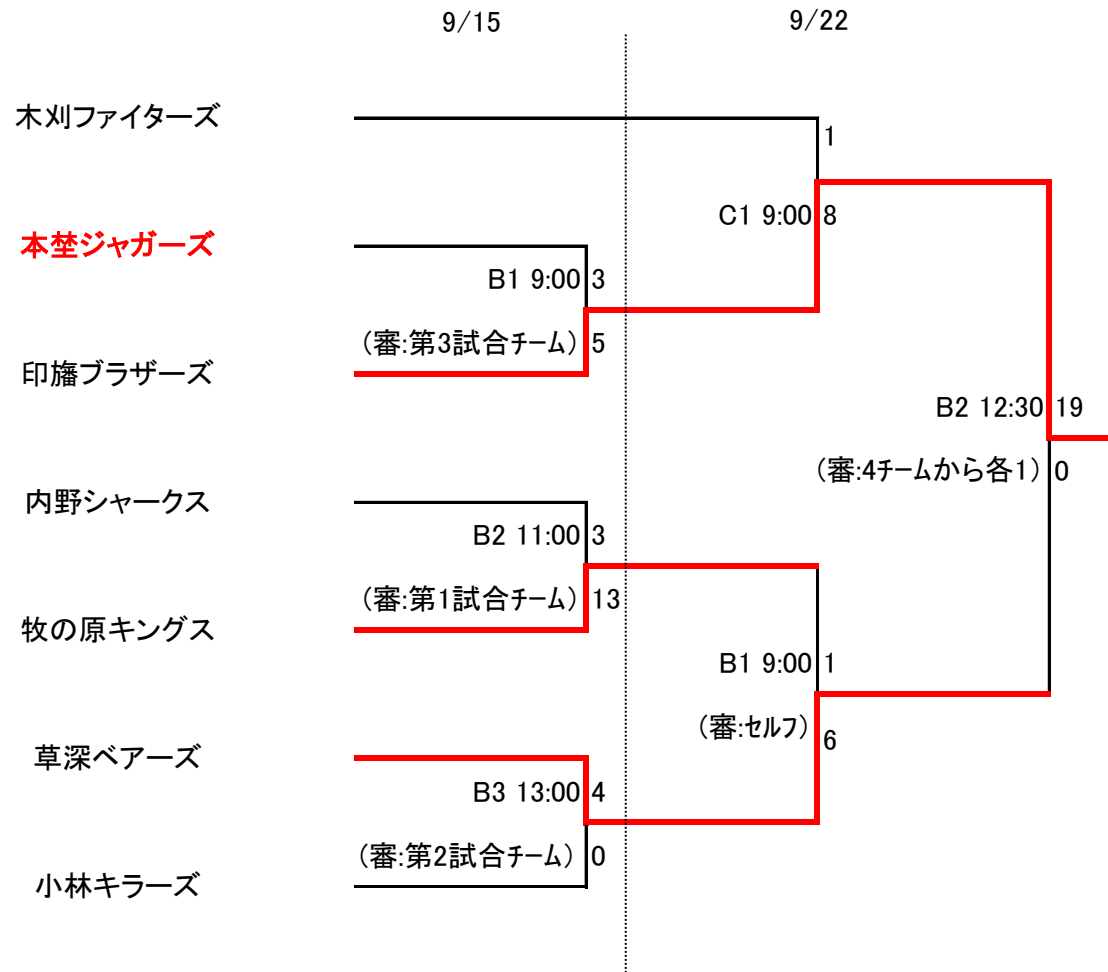 9/15 9/22
木刈ファイターズ
1
本埜ジャガーズ
C1 9:00 8
B1 9:00 3
(審:第3試合チーム) 5
印旛ブラザーズ
B2 12:30 19
(審:4チームから各1) 0
内野シャークス
B2 11:00 3
(審:第1試合チーム) 13
牧の原キングス
B1 9:00 1
(審:セルフ) 6
草深ベアーズ
B3 13:00 4
(審:第2試合チーム) 0
小林キラーズ